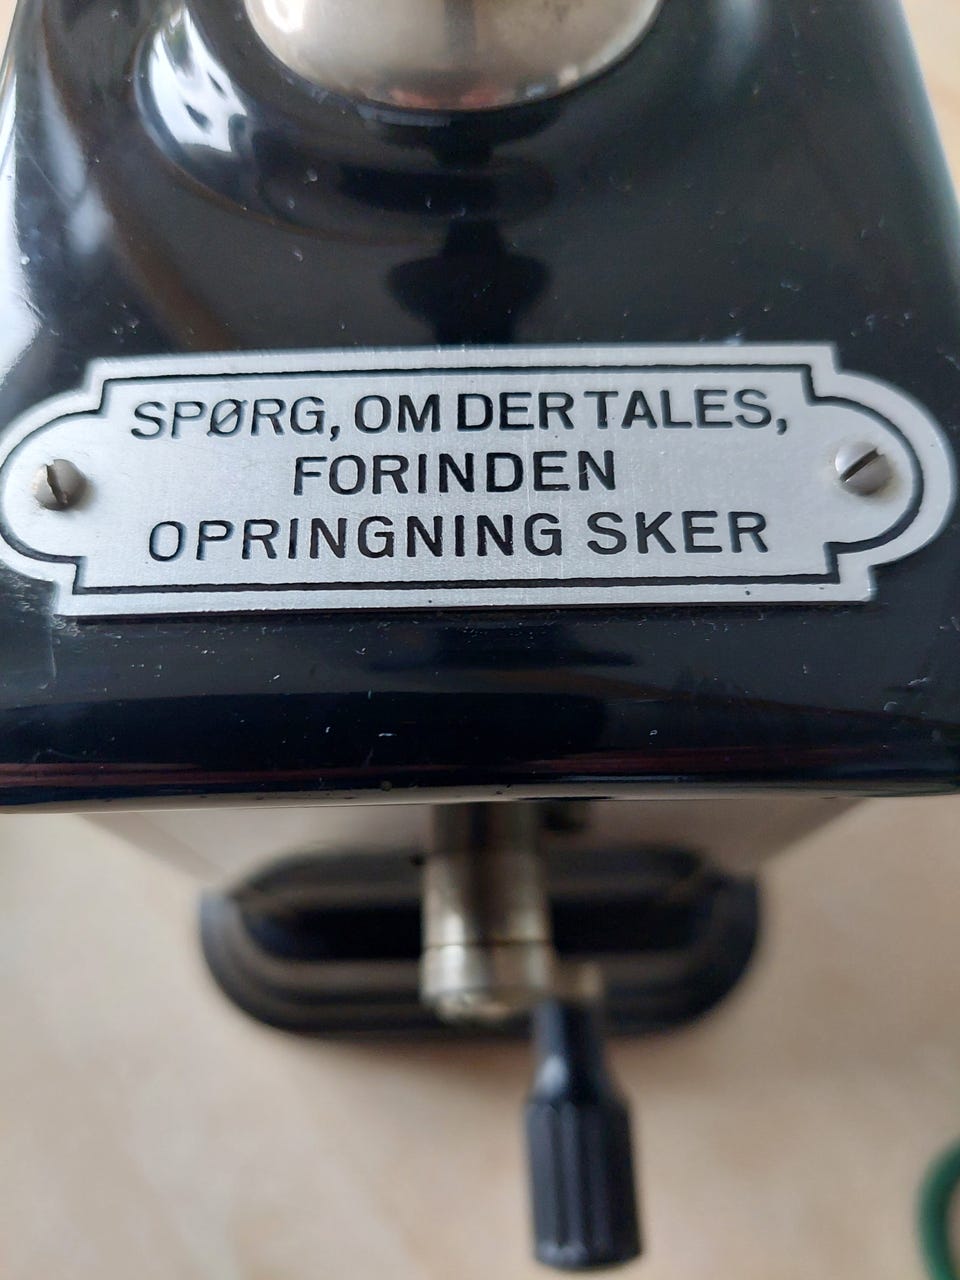 SPØRG, OM DER TALES,
FORINDEN
OPRINGNING SKER